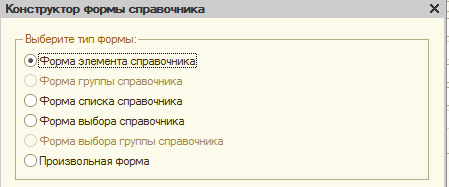 Конструктор формы справочника
Выберите тип формы:
Форма элемента справочника
Форма группы справочника
Форма списка справочника
Форма выбора справочника
Форма выбора группы справочника
Произвольная форма